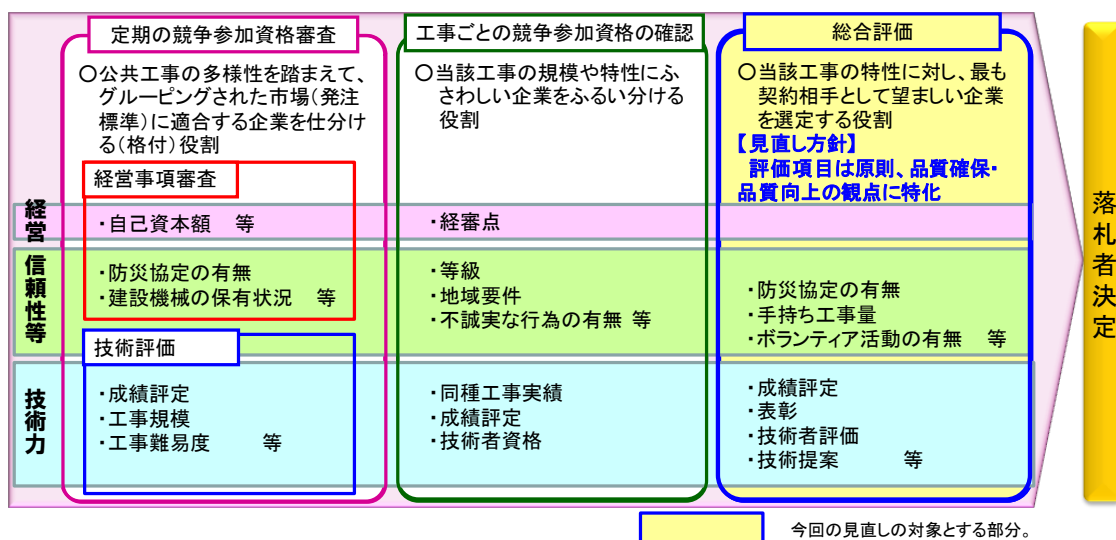 定期の競争参加資格審査
〇公共工事の多様性を踏まえて、
グルーピングされた市場(発注
標準)に適合する企業を仕分け
る(格付)役割
経営事項審査
・自己資本額 等
・防災協定の有無
・建設機械の保有状況 等
技術評価
・成績評定
・工事規模
・工事難易度 等
工事ごとの競争参加資格の確認
〇当該工事の規模や特性にふ
さわしい企業をふるい分ける
役割
・経審点
・等級
・地域要件
・不誠実な行為の有無 等
・同種工事実績
・成績評定
・技術者資格
総合評価
〇当該工事の特性に対し、最も
契約相手として望ましい企業
を選定する役割
【見直し方針】
評価項目は原則、品質確保・
品質向上の観点に特化
・防災協定の有無
・手持ち工事量
・ボランティア活動の有無 等
・成績評定
・表彰
・技術者評価
・技術提案 等
経営
信頼性等
技術力
落札者決定
今回の見直しの対象とする部分。